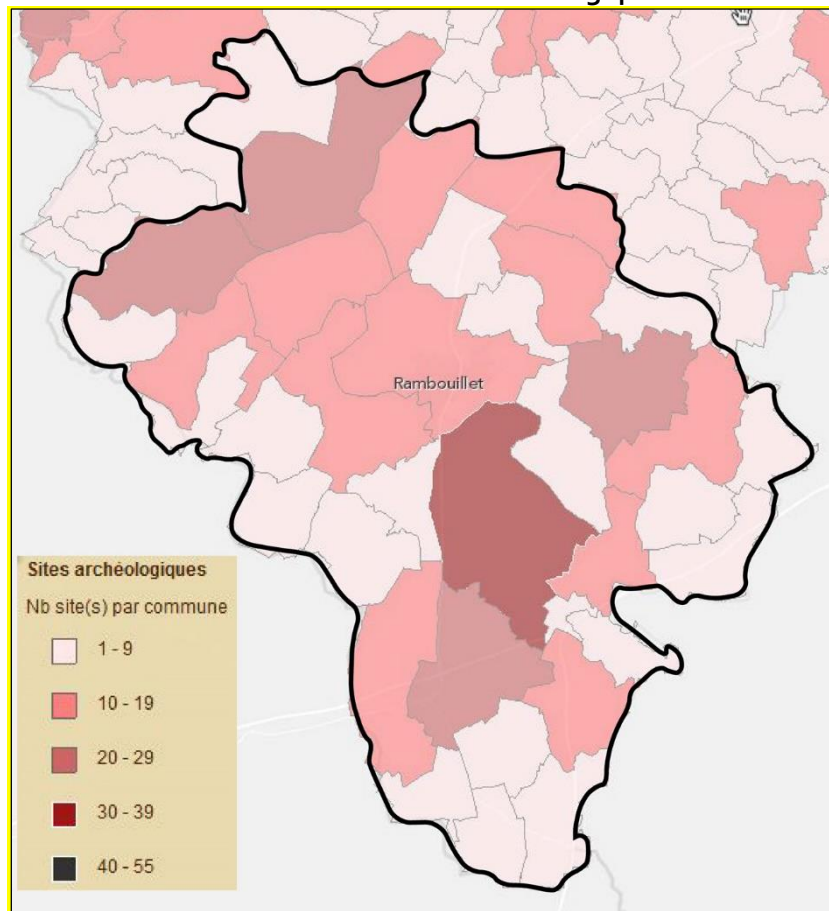 Rambouillet
Sites archéologiques
Nb site(s) par commune
1 - 9
10 - 19
20 - 29
30 - 39
40 - 55